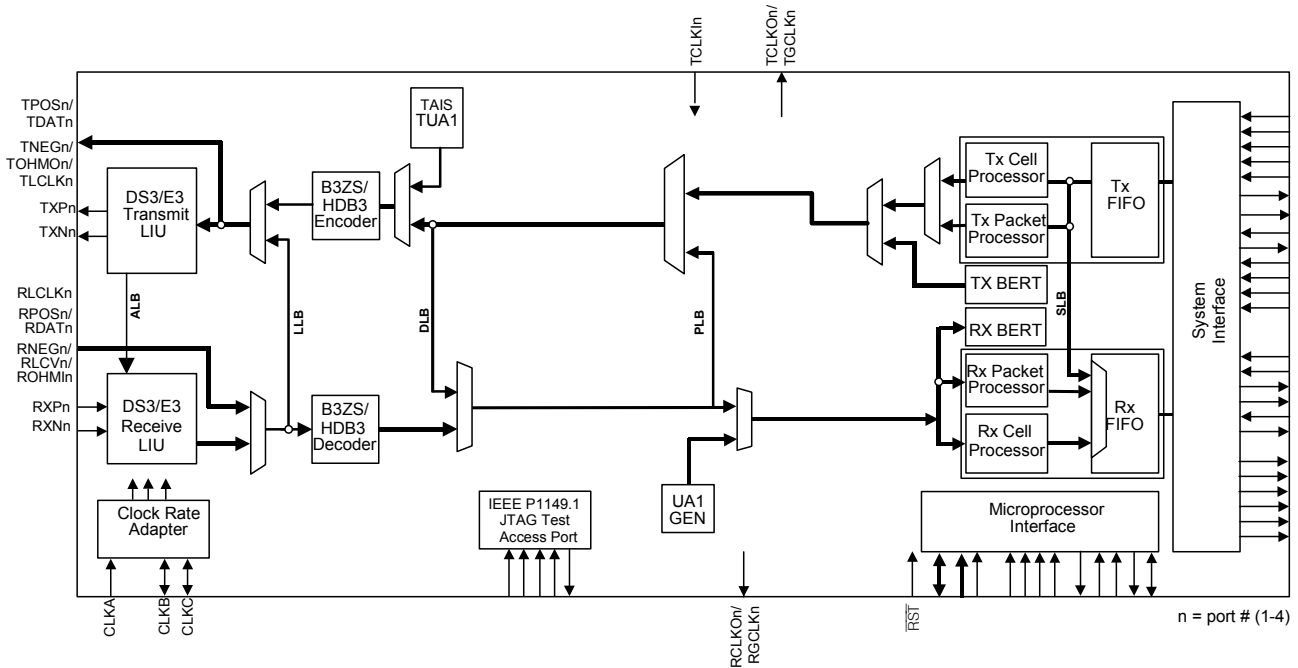 TCLKIn
TCLKOn/
TGCLKn
TPOSn/
TDATn
TNEGn/
TOHMOn/
TLCLKn
TXPn
TXNn
RLCLKn
RPOSn/
RDATn
RNEGn/
RLCVn/
ROHMIn
RXPn
RXNn
DS3/E3
Transmit
LIU
ALB
DS3/E3
Receive
LIU
Clock Rate
Adapter
CLKA
CLKB
CLKC
LLB
TAIS
TUA1
B3ZS/
HDB3
Encoder
B3ZS/
HDB3
Decoder
DLB
IEEE P1149.1
JTAG Test
Access Port
PLB
UA1
GEN
RCLKOn/
RGCLKn
Tx Cell
Processor
Tx Packet
Processor
Tx
FIFO
TX BERT
RX BERT
SLB
Rx Packet
Processor
Rx Cell
Processor
Rx
FIFO
System
Interface
Microprocessor
Interface
RST
n = port # (1-4)